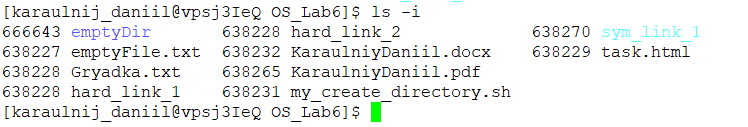 [karaulnij_daniil@vpsj3IeQ OS_Lab6]$ ls -i
666643 emptyDir 638228 hard_link_2 638270 sym_link_1
638227 emptyFile.txt 638232 KaraulniyDaniil.docx 638229 task.html
638228 Gryadka.txt 638265 KaraulniyDaniil.pdf
638228 hard_link_1 638231 my_create_directory.sh
[karaulnij_daniil@vpsj3IeQ OS_Lab6]$